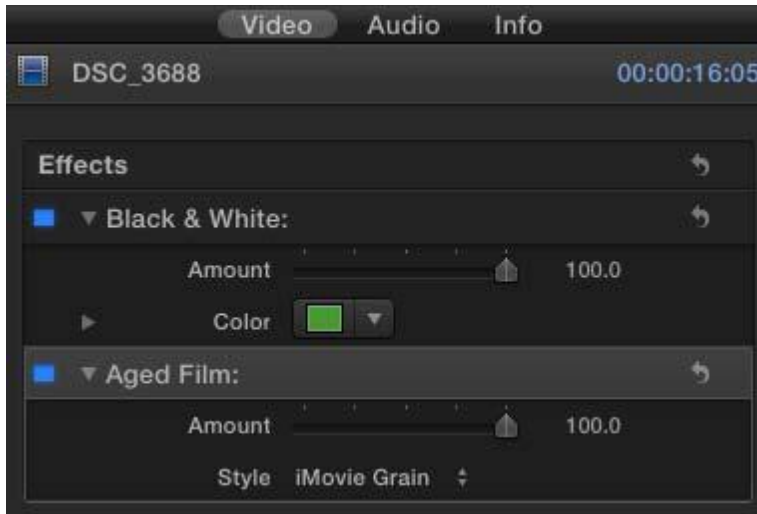 Video Audio Info
DSC_3688 00:00:16:05
Effects
Black & White:
Amount 100.0
Color
Aged Film:
Amount 100.0
Style iMovie Grain